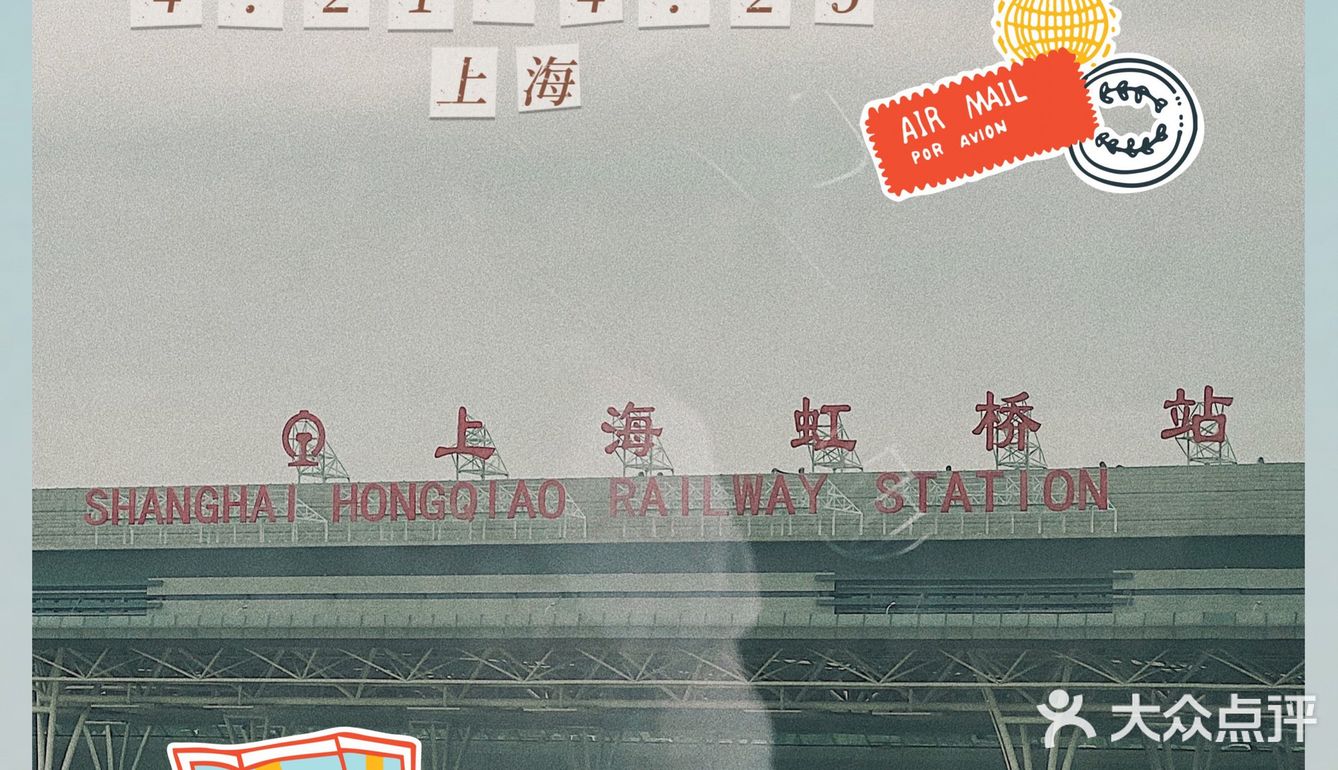 上海
AIR MAIL
POR AVION
上海虹桥站
SHANGHAI HONGQIAO RAILWAY STATION
大众点评